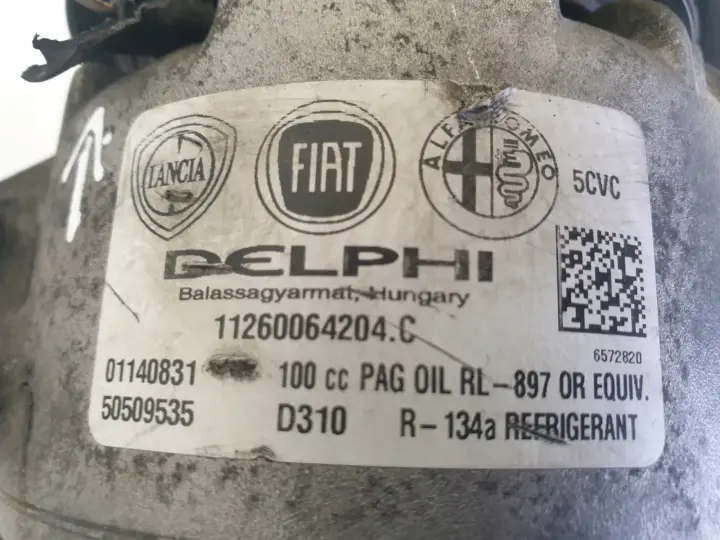 LANCIA
FIAT
ALFA ROMEO
5CVC
DELPHI
Balassagyarmat, Hungary
11260064204.C
6572820
01140831 100 cc PAG OIL RL-897 OR EQUIV.
50509535 D310 R-134a REFRIGERANT